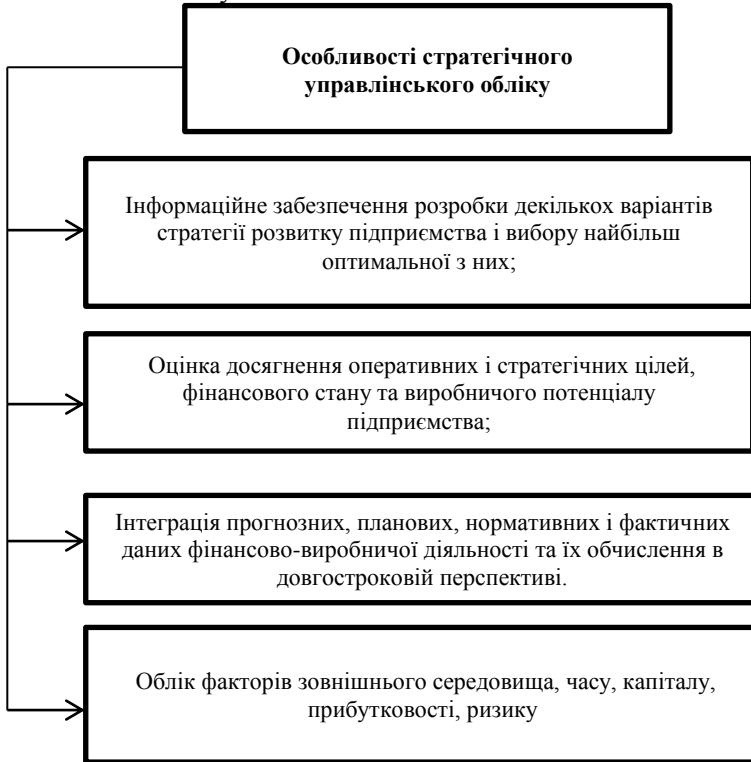 Особливості стратегічного
управлінського обліку
Інформаційне забезпечення розробки декількох варіантів
стратегії розвитку підприємства і вибору найбільш
оптимальної з них;
Оцінка досягнення оперативних і стратегічних цілей,
фінансового стану та виробничого потенціалу
підприємства;
Інтеграція прогнозних, планових, нормативних і фактичних
даних фінансово-виробничої діяльності та їх обчислення в
довгостроковій перспективі.
Облік факторів зовнішнього середовища, часу, капіталу,
прибутковості, ризику